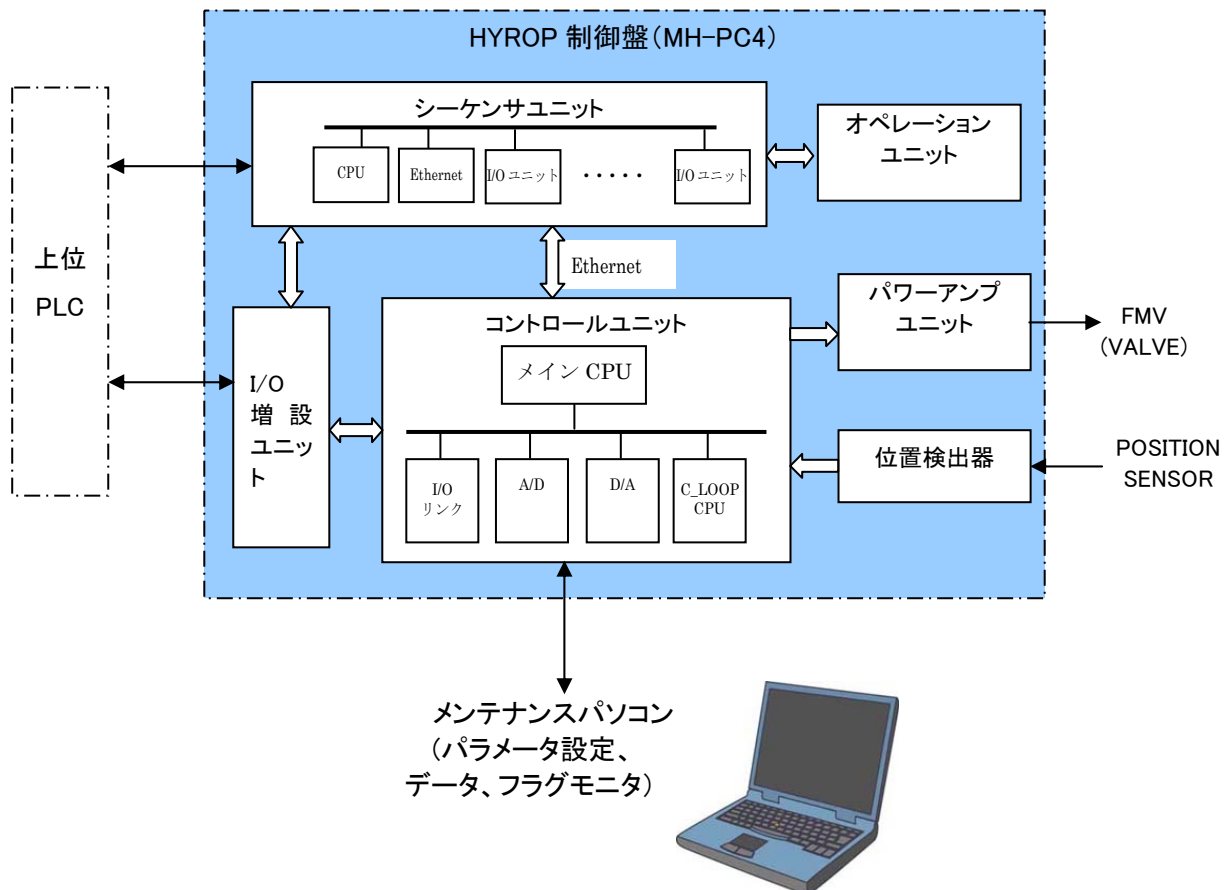 HYROP 制御盤(MH-PC4)
シーケンサユニット
CPU
Ethernet
I/O ユニット
・・・・・
I/O ユニット
オペレーション
ユニット
上位
PLC
Ethernet
I/O
増 設
ユニッ
ト
コントロールユニット
メイン CPU
I/O
リンク
A/D
D/A
C_LOOP
CPU
パワーアンプ
ユニット
FMV
(VALVE)
位置検出器
POSITION
SENSOR
メンテナンスパソコン
(パラメータ設定、
データ、フラグモニタ)